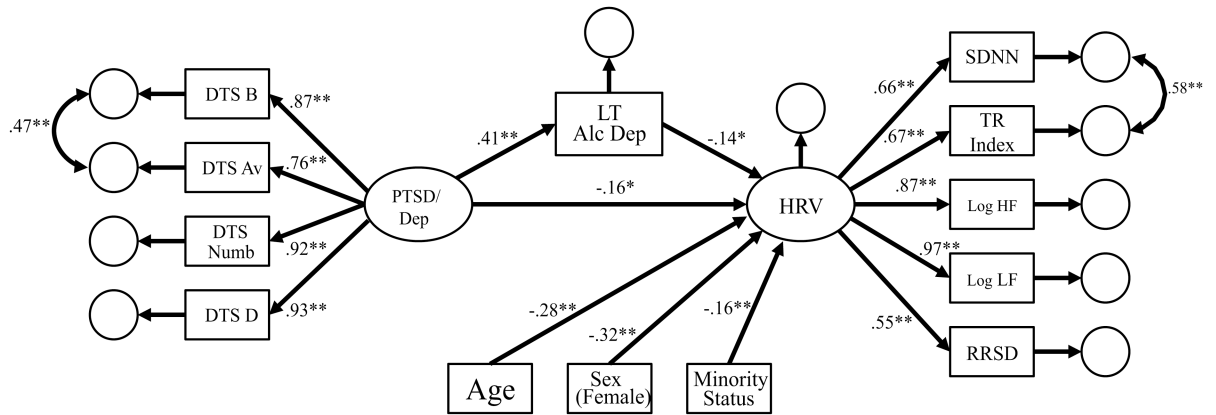 .47**
DTS B
DTS Av
DTS
Numb
DTS D
.87**
.76**
.92**
.93**
PTSD/
Dep
.41**
LT
Alc Dep
-.14*
-.16*
HRV
-.28**
-.32**
-.16**
Age
Sex
(Female)
Minority
Status
.66**
.67**
.87**
.97**
.55**
SDNN
TR
Index
Log HF
Log LF
RRSD
.58**